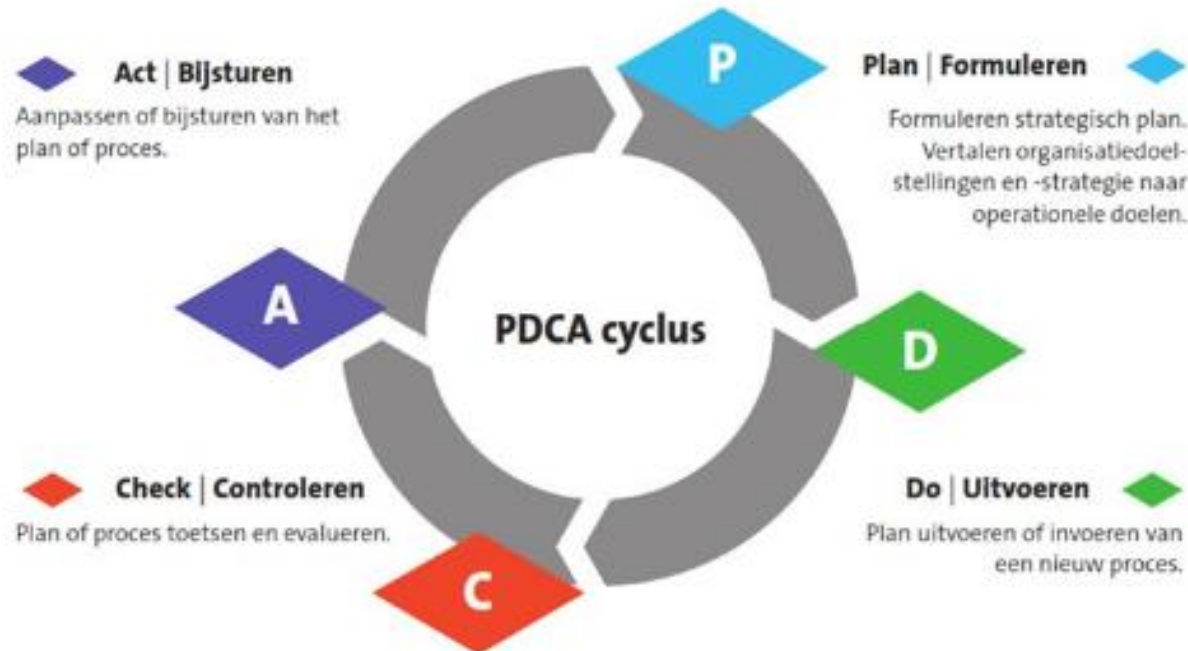 P
Plan | Formuleren
Formuleren strategisch plan.
Vertalen organisatiedoel-
stellingen en -strategie naar
operationele doelen.
D
Do | Uitvoeren
Plan uitvoeren of invoeren van
een nieuw proces.
C
Check | Controleren
Plan of proces toetsen en evalueren.
A
Act | Bijsturen
Aanpassen of bijsturen van het
plan of proces.
PDCA cyclus